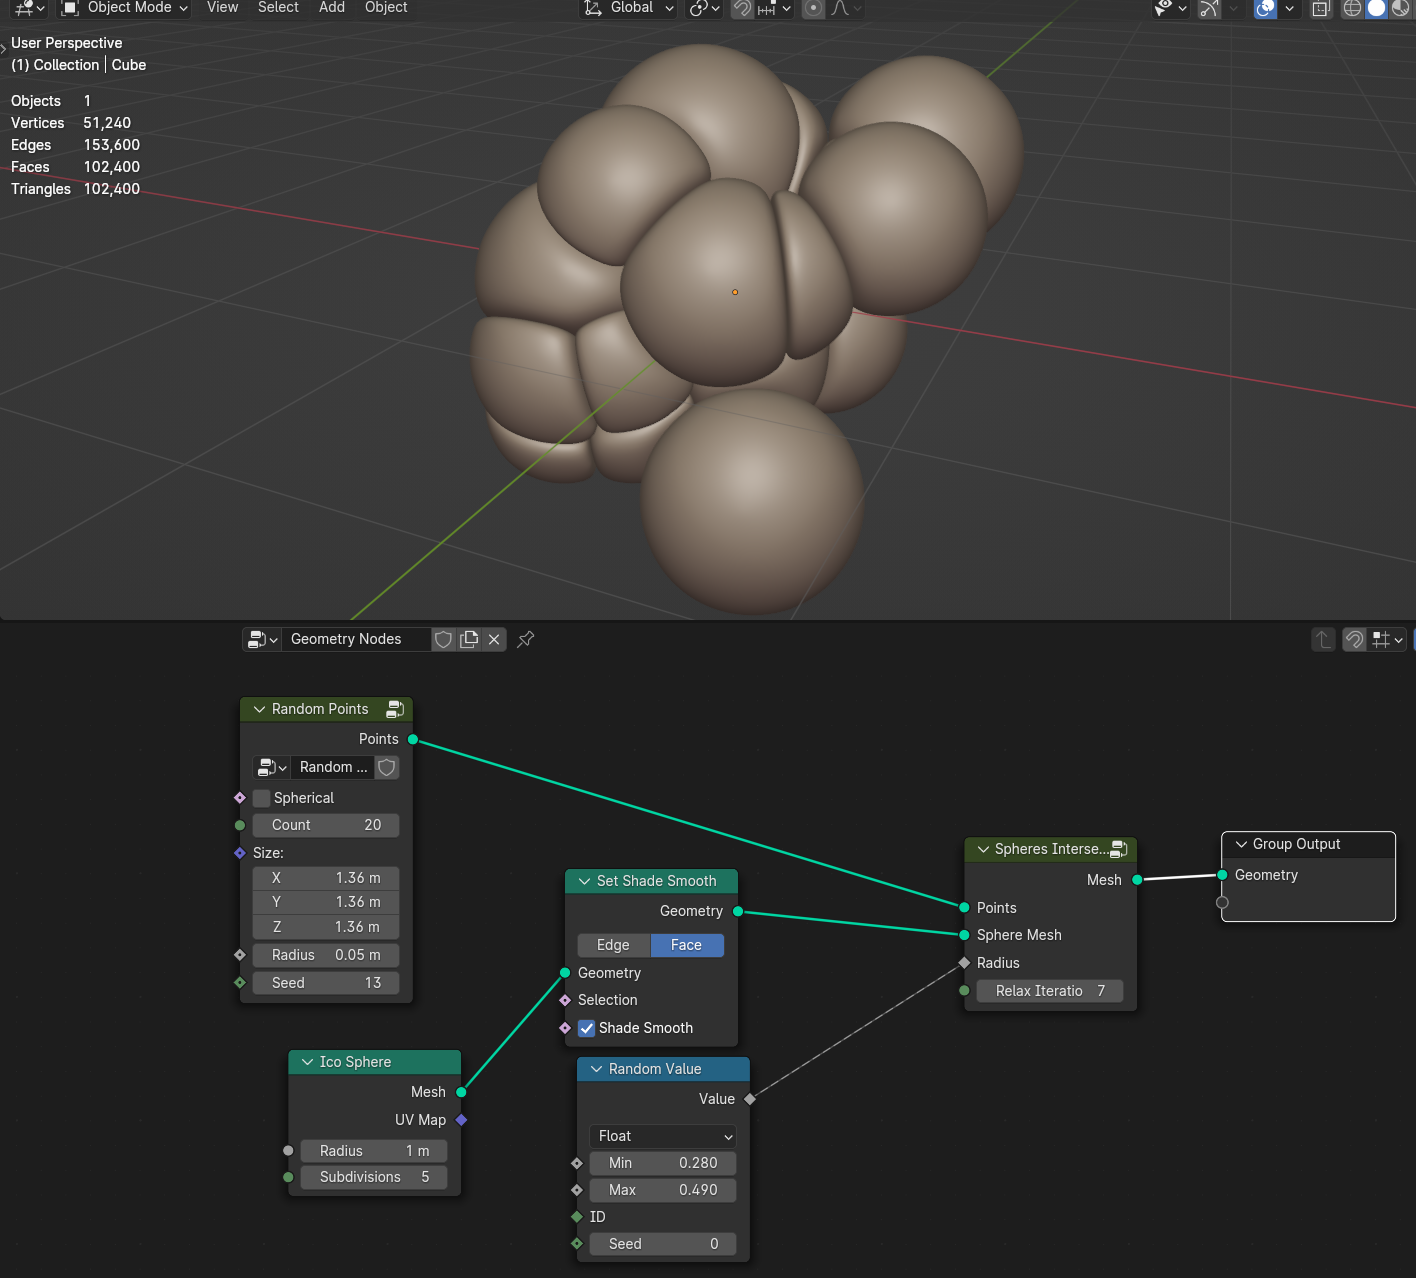 Object Mode View Select Add Object Global
User Perspective
(1) Collection | Cube
Objects 1
Vertices 51,240
Edges 153,600
Faces 102,400
Triangles 102,400
Geometry Nodes
Random Points
Points
Random ...
Spherical
Count 20
Size:
X 1.36 m
Y 1.36 m
Z 1.36 m
Radius 0.05 m
Seed 13
Ico Sphere
Mesh
UV Map
Radius 1 m
Subdivisions 5
Set Shade Smooth
Geometry
Edge Face
Geometry
Selection
Shade Smooth
Random Value
Value
Float
Min 0.280
Max 0.490
ID
Seed 0
Spheres Interse...
Mesh
Points
Sphere Mesh
Radius
Relax Iteratio 7
Group Output
Geometry